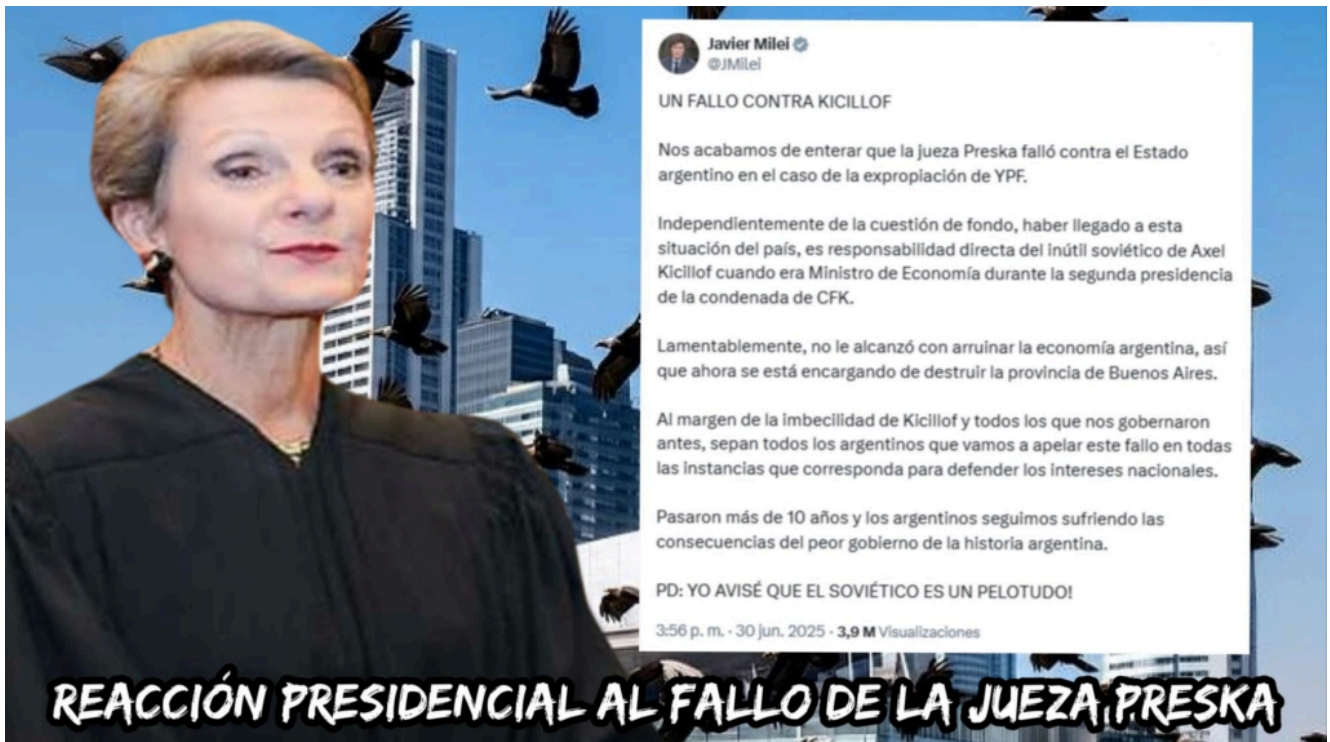 Javier Milei
@JMilei
UN FALLO CONTRA KICILLOF
Nos acabamos de enterar que la jueza Preska falló contra el Estado
argentino en el caso de la expropiación de YPF.
Independientemente de la cuestión de fondo, haber llegado a esta
situación del país, es responsabilidad directa del inútil soviético de Axel
Kicillof cuando era Ministro de Economía durante la segunda presidencia
de la condenada de CFK.
Lamentablemente, no le alcanzó con arruinar la economía argentina, así
que ahora se está encargando de destruir la provincia de Buenos Aires.
Al margen de la imbecilidad de Kicillof y todos los que nos gobernaron
antes, sepan todos los argentinos que vamos a apelar este fallo en todas
las instancias que corresponda para defender los intereses nacionales.
Pasaron más de 10 años y los argentinos seguimos sufriendo las
consecuencias del peor gobierno de la historia argentina.
PD: YO AVISÉ QUE EL SOVIÉTICO ES UN PELOTUDO!
3:56 p. m. · 30 jun. 2025 · 3,9 M Visualizaciones
REACCIÓN PRESIDENCIAL AL FALLO DE LA JUEZA PRESKA